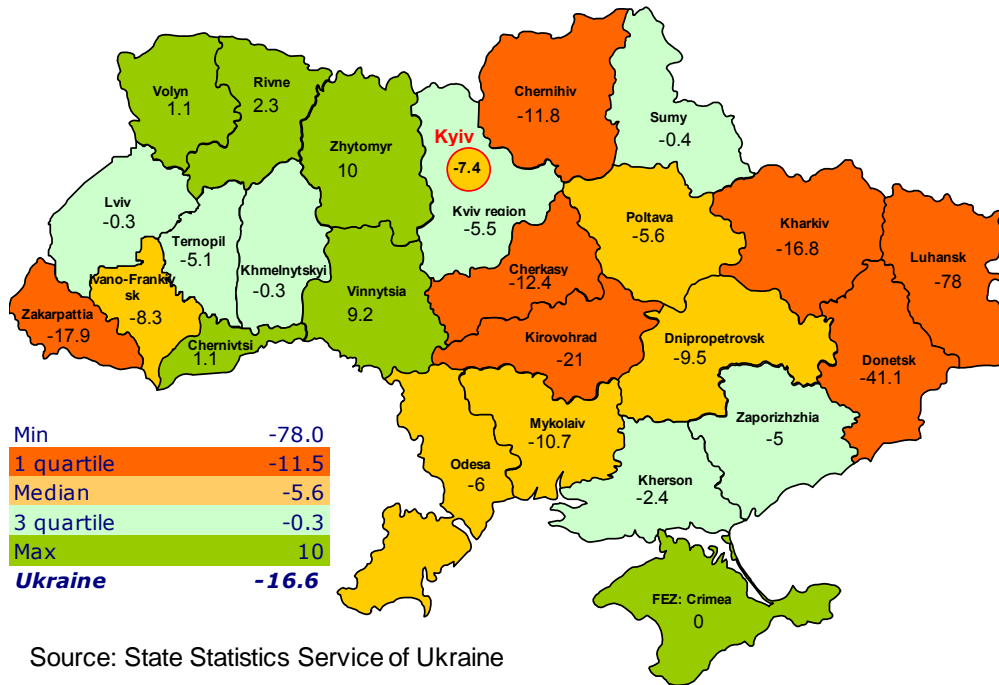 Volyn
1.1
Rivne
2.3
Zhytomyr
10
Kyiv
-7.4
Kyiv region
-5.5
Chernihiv
-11.8
Sumy
-0.4
Lviv
-0.3
Ternopil
-5.1
Khmelnytskyi
-0.3
Vinnytsia
9.2
Cherkasy
-12.4
Poltava
-5.6
Kharkiv
-16.8
Luhansk
-78
Zakarpattia
-17.9
Ivano-Frankiv
sk
-8.3
Chernivtsi
1.1
Kirovohrad
-21
Dnipropetrovsk
-9.5
Donetsk
-41.1
Odesa
-6
Mykolaiv
-10.7
Zaporizhzhia
-5
Kherson
-2.4
FEZ: Crimea
0
Min -78.0
1 quartile -11.5
Median -5.6
3 quartile -0.3
Max 10
Ukraine -16.6
Source: State Statistics Service of Ukraine